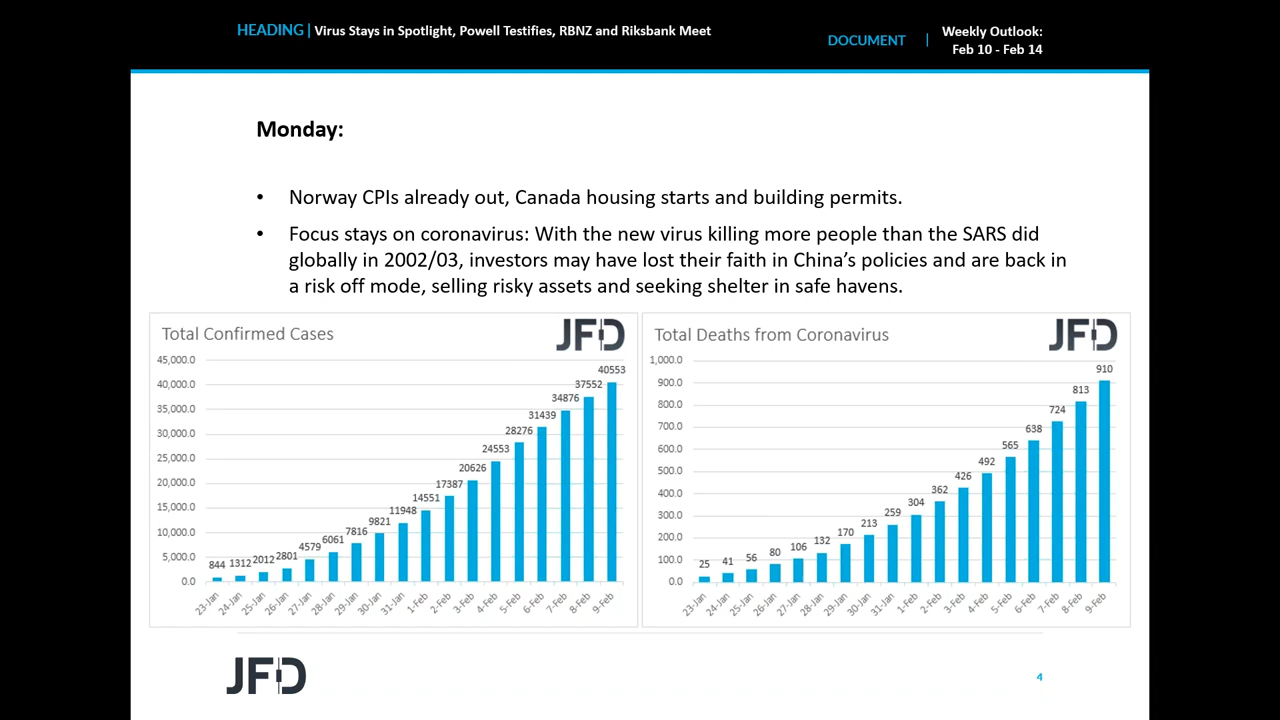 HEADING | Virus Stays in Spotlight, Powell Testifies, RBNZ and Riksbank Meet
DOCUMENT | Weekly Outlook:
Feb 10 - Feb 14
Monday:
• Norway CPIs already out, Canada housing starts and building permits.
• Focus stays on coronavirus: With the new virus killing more people than the SARS did
globally in 2002/03, investors may have lost their faith in China’s policies and are back in
a risk off mode, selling risky assets and seeking shelter in safe havens.
Total Confirmed Cases
JFD
45,000.0
40,000.0
35,000.0
30,000.0
25,000.0
20,000.0
15,000.0
10,000.0
5,000.0
0.0
844 1312 2012 2801 4579 6061 7816 9821 11948 14551 17387 20626 24553 28276 31439 34876 37552 40553
23-Jan 24-Jan 25-Jan 26-Jan 27-Jan 28-Jan 29-Jan 30-Jan 31-Jan 1-Feb 2-Feb 3-Feb 4-Feb 5-Feb 6-Feb 7-Feb 8-Feb 9-Feb
Total Deaths from Coronavirus
JFD
1,000.0
900.0
800.0
700.0
600.0
500.0
400.0
300.0
200.0
100.0
0.0
25 41 56 80 106 132 170 213 259 304 362 426 492 565 638 724 813 910
23-Jan 24-Jan 25-Jan 26-Jan 27-Jan 28-Jan 29-Jan 30-Jan 31-Jan 1-Feb 2-Feb 3-Feb 4-Feb 5-Feb 6-Feb 7-Feb 8-Feb 9-Feb
JFD
4